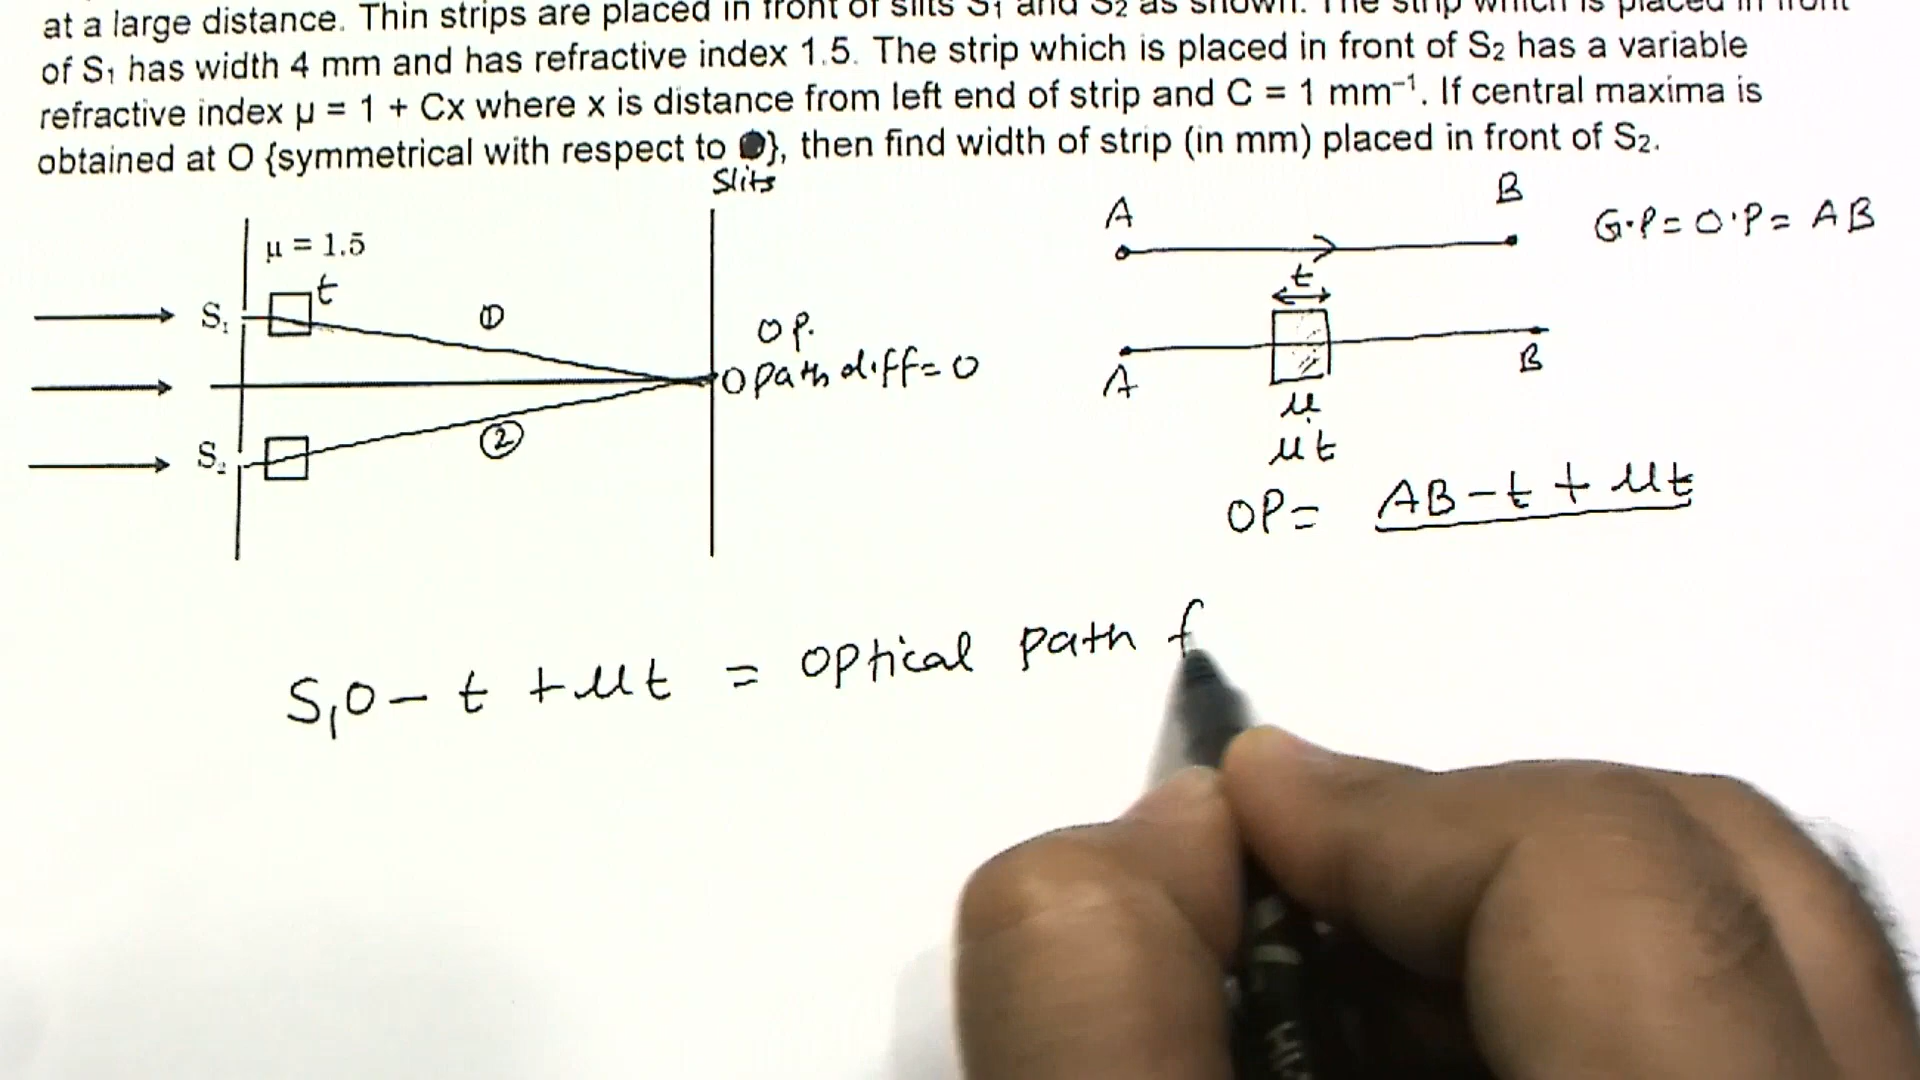 at a large distance. Thin strips are placed in front of slits S₁ and S₂ as shown. The strip which is placed in front
of S₁ has width 4 mm and has refractive index 1.5. The strip which is placed in front of S₂ has a variable
refractive index μ = 1 + Cx where x is distance from left end of strip and C = 1 mm⁻¹. If central maxima is
obtained at O {symmetrical with respect to }, then find width of strip (in mm) placed in front of S₂.
Slits
μ = 1.5
t
S₁
①
O P.
O path diff = 0
②
S₂
A
B
G.P = O.P = AB
t
A
B
μ
μt
OP = AB - t + μt
S₁O - t + μt = optical path f